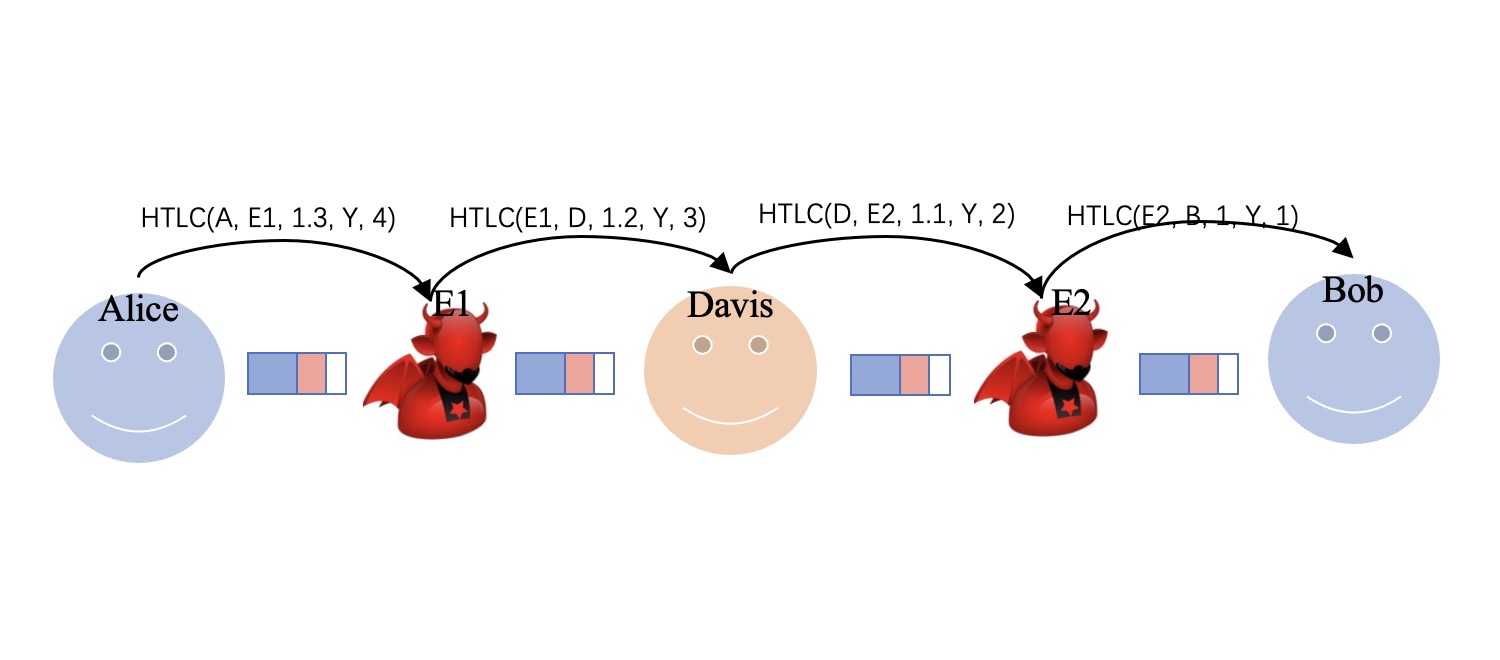 HTLC(A, E1, 1.3, Y, 4)
HTLC(E1, D, 1.2, Y, 3)
HTLC(D, E2, 1.1, Y, 2)
HTLC(E2, B, 1, Y, 1)
Alice
E1
Davis
E2
Bob